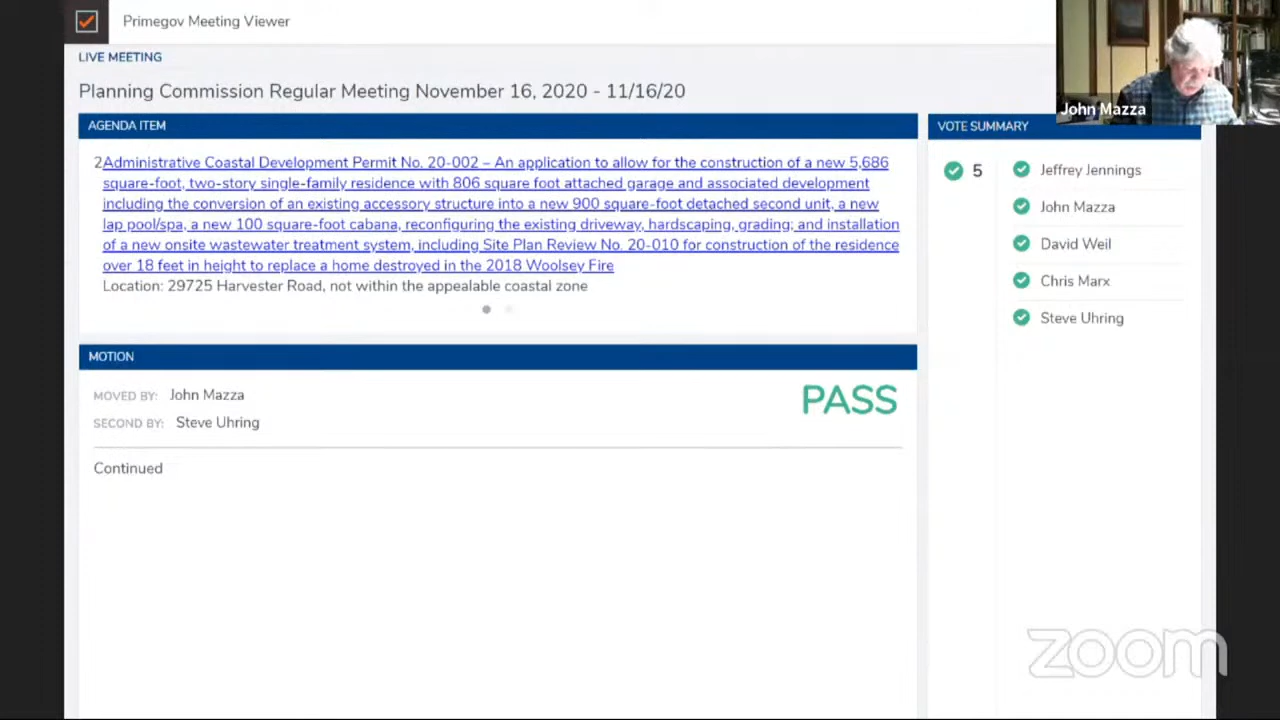 Primegov Meeting Viewer
LIVE MEETING
Planning Commission Regular Meeting November 16, 2020 - 11/16/20
John Mazza
AGENDA ITEM
2Administrative Coastal Development Permit No. 20-002 – An application to allow for the construction of a new 5,686
square-foot, two-story single-family residence with 806 square foot attached garage and associated development
including the conversion of an existing accessory structure into a new 900 square-foot detached second unit, a new
lap pool/spa, a new 100 square-foot cabana, reconfiguring the existing driveway, hardscaping, grading; and installation
of a new onsite wastewater treatment system, including Site Plan Review No. 20-010 for construction of the residence
over 18 feet in height to replace a home destroyed in the 2018 Woolsey Fire
Location: 29725 Harvester Road, not within the appealable coastal zone
MOTION
MOVED BY: John Mazza
SECOND BY: Steve Uhring
PASS
Continued
VOTE SUMMARY
5
Jeffrey Jennings
John Mazza
David Weil
Chris Marx
Steve Uhring
zoom